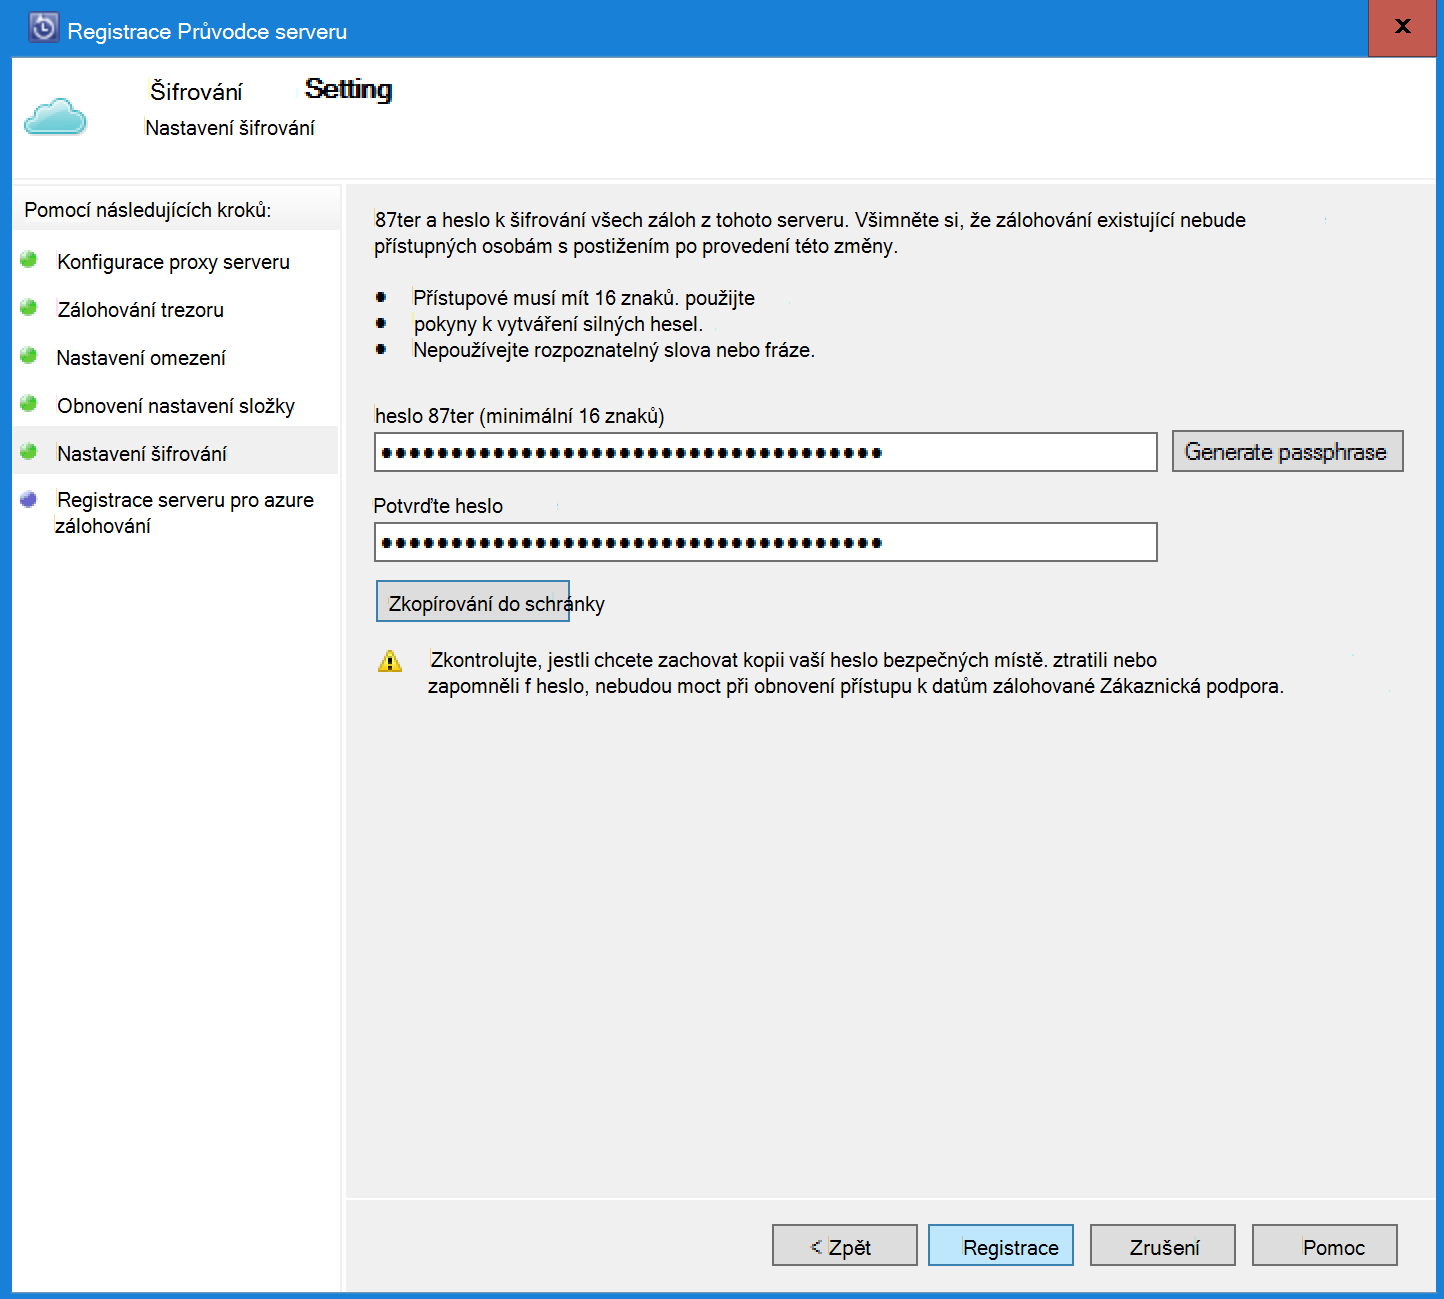 Registrace Průvodce serveru
x
Šifrování Setting
Nastavení šifrování
Pomocí následujících kroků:
Konfigurace proxy serveru
Zálohování trezoru
Nastavení omezení
Obnovení nastavení složky
Nastavení šifrování
Registrace serveru pro azure
zálohování
87ter a heslo k šifrování všech záloh z tohoto serveru. Všimněte si, že zálohování existující nebude
přístupných osobám s postižením po provedení této změny.
Přístupové musí mít 16 znaků. použijte
pokyny k vytváření silných hesel.
Nepoužívejte rozpoznatelný slova nebo fráze.
heslo 87ter (minimální 16 znaků)
Generate passphrase
Potvrďte heslo
Zkopírování do schránky
Zkontrolujte, jestli chcete zachovat kopii vaší heslo bezpečných místě. ztratili nebo
zapomněli f heslo, nebudou moct při obnovení přístupu k datům zálohované Zákaznická podpora.
< Zpět
Registrace
Zrušení
Pomoc